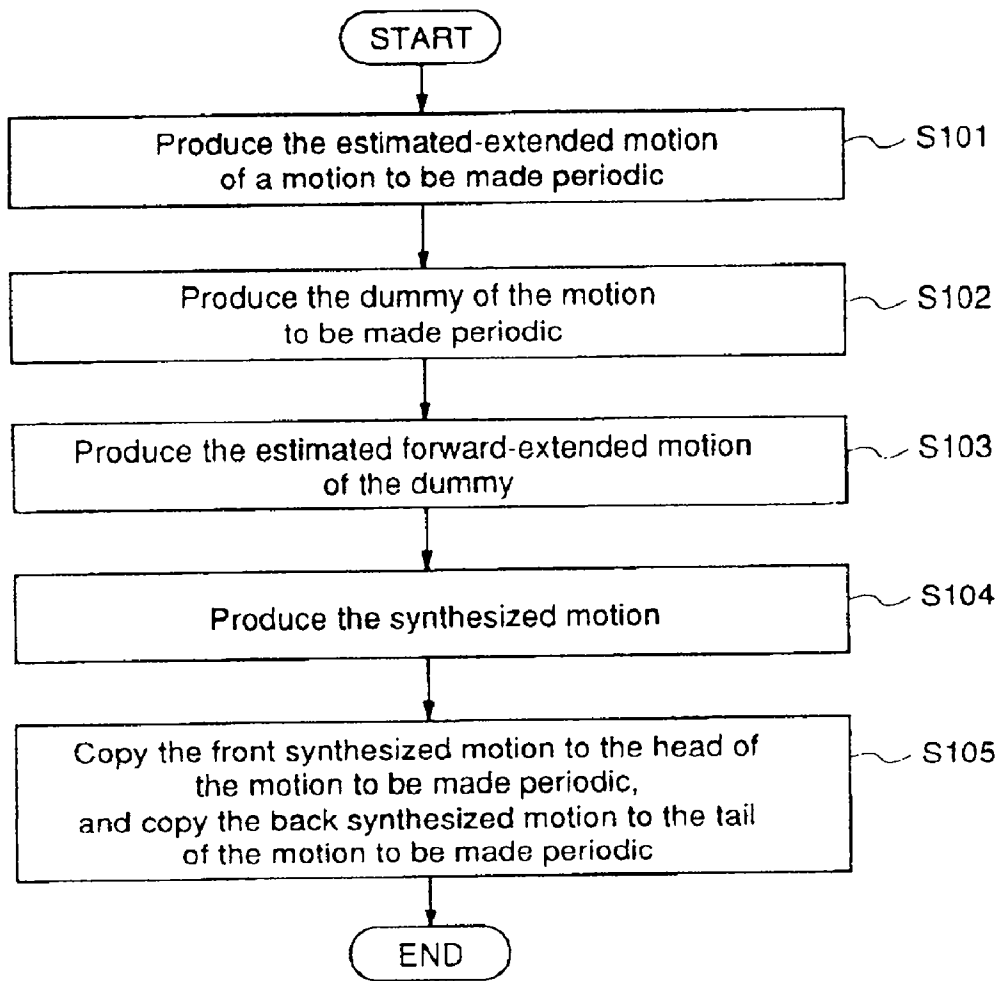 START
Produce the estimated-extended motion
of a motion to be made periodic
S101
Produce the dummy of the motion
to be made periodic
S102
Produce the estimated forward-extended motion
of the dummy
S103
Produce the synthesized motion
S104
Copy the front synthesized motion to the head of
the motion to be made periodic,
and copy the back synthesized motion to the tail
of the motion to be made periodic
S105
END